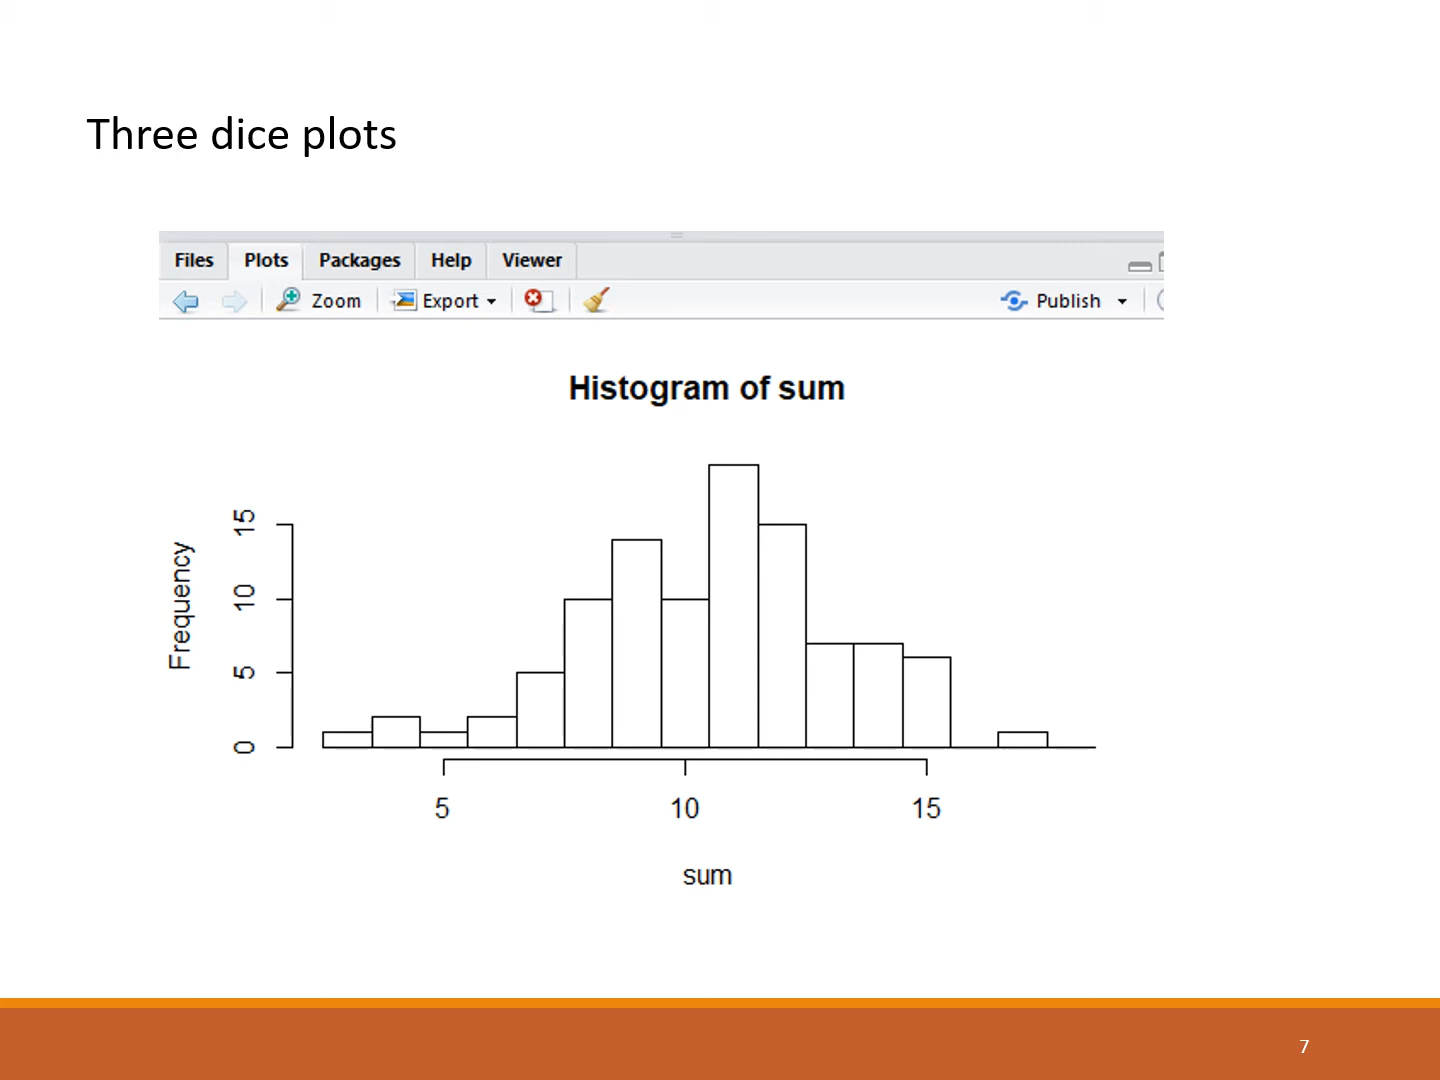 Three dice plots
Files Plots Packages Help Viewer
Zoom Export Publish
Histogram of sum
Frequency
15
10
5
0
5 10 15
sum
7